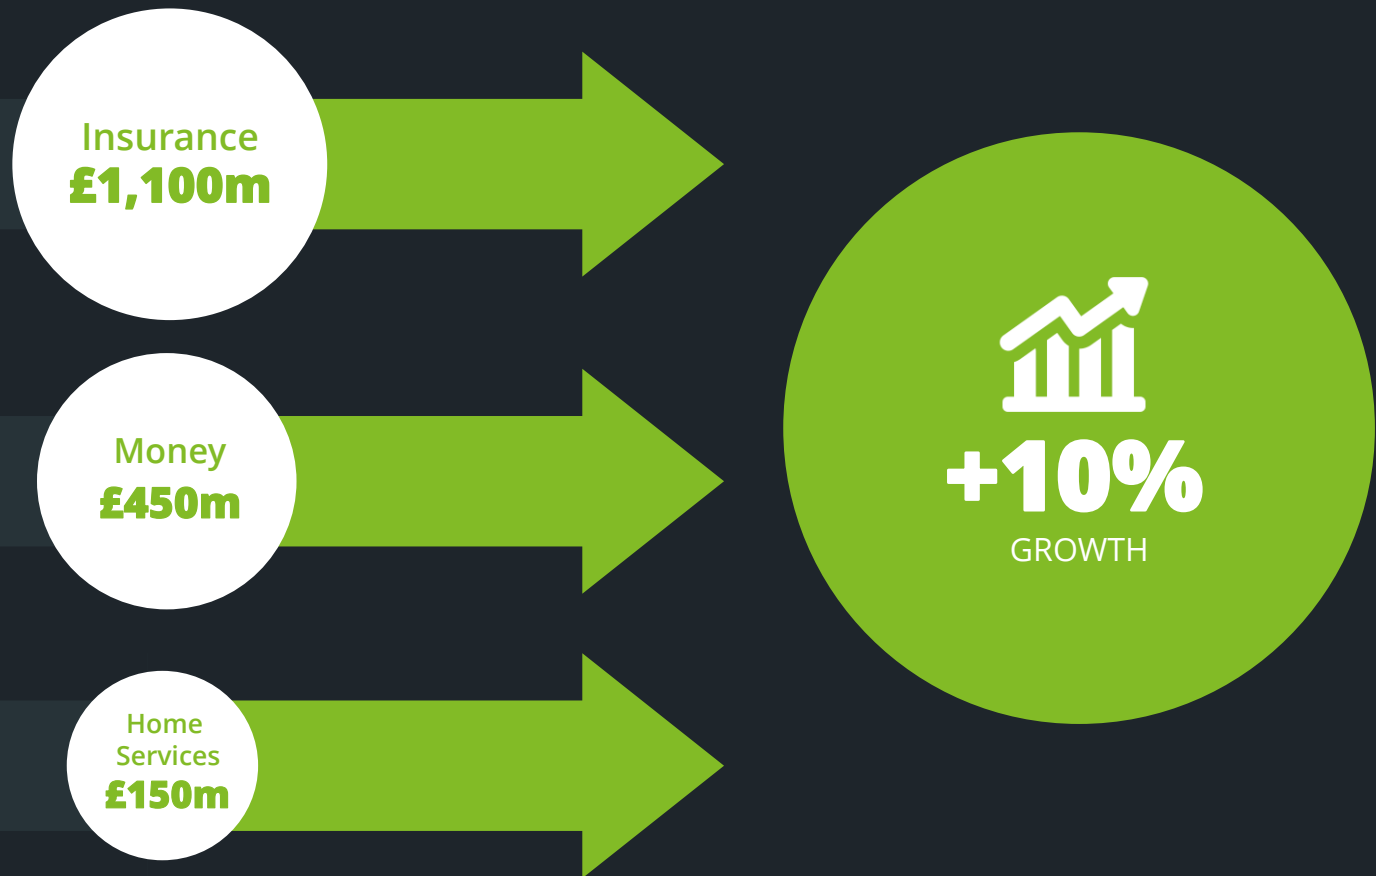 Insurance
£1,100m
Money
£450m
Home
Services
£150m
+10%
GROWTH